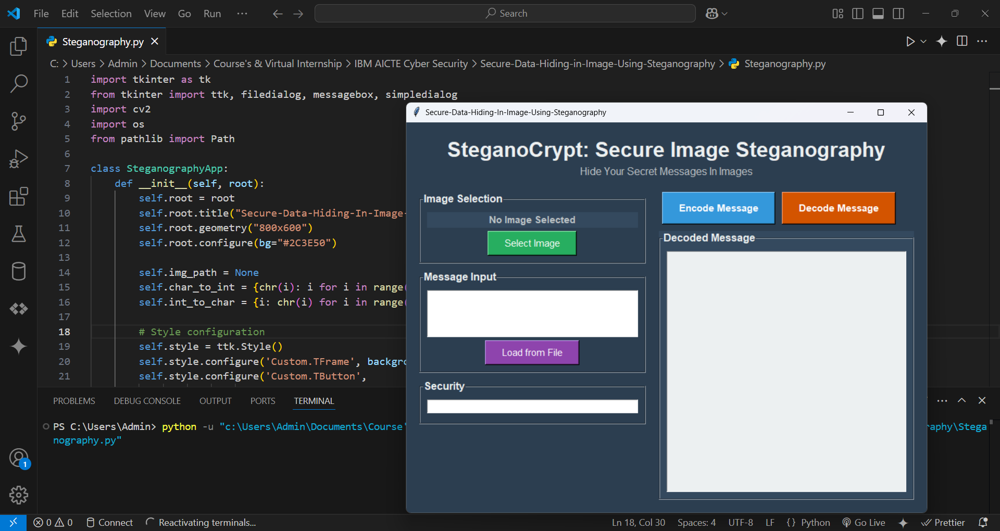 File Edit Selection View Go Run ··· Search
Steganography.py
C: > Users > Admin > Documents > Course's & Virtual Internship > IBM AICTE Cyber Security > Secure-Data-Hiding-in-Image-Using-Steganography > Steganography.py
1 import tkinter as tk
2 from tkinter import ttk, filedialog, messagebox, simpledialog
3 import cv2
4 import os
5 from pathlib import Path
6
7 class SteganographyApp:
8 def __init__(self, root):
9 self.root = root
10 self.root.title("Secure-Data-Hiding-In-Image-
11 self.root.geometry("800x600")
12 self.root.configure(bg="#2C3E50")
13
14 self.img_path = None
15 self.char_to_int = {chr(i): i for i in range(
16 self.int_to_char = {i: chr(i) for i in range(
17
18 # Style configuration
19 self.style = ttk.Style()
20 self.style.configure('Custom.TFrame', backgro
21 self.style.configure('Custom.TButton',
Secure-Data-Hiding-In-Image-Using-Steganography
SteganoCrypt: Secure Image Steganography
Hide Your Secret Messages In Images
Image Selection
No Image Selected
Select Image
Message Input
Load from File
Security
Encode Message Decode Message
Decoded Message
PROBLEMS DEBUG CONSOLE OUTPUT PORTS TERMINAL
PS C:\Users\Admin> python -u "c:\Users\Admin\Documents\Course' raphy\Stega
nography.py"
1
0 0 Connect Reactivating terminals... Ln 18, Col 30 Spaces: 4 UTF-8 LF {} Python Go Live Prettier